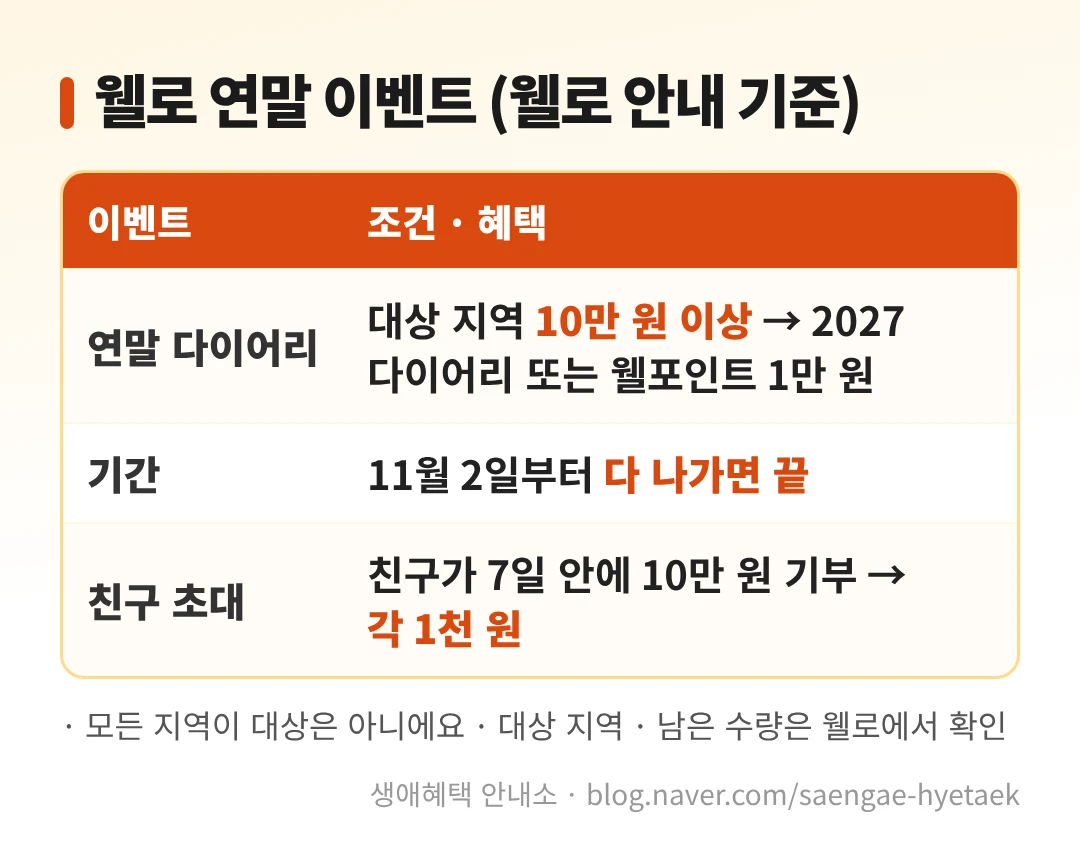 웰로 연말 이벤트 (웰로 안내 기준)
이벤트 조건 · 혜택
연말 다이어리 대상 지역 10만 원 이상 → 2027
다이어리 또는 웰포인트 1만 원
기간 11월 2일부터 다 나가면 끝
친구 초대 친구가 7일 안에 10만 원 기부 →
각 1천 원
· 모든 지역이 대상은 아니에요 · 대상 지역 · 남은 수량은 웰로에서 확인
생애혜택 안내소 · blog.naver.com/saengae-hyetaek